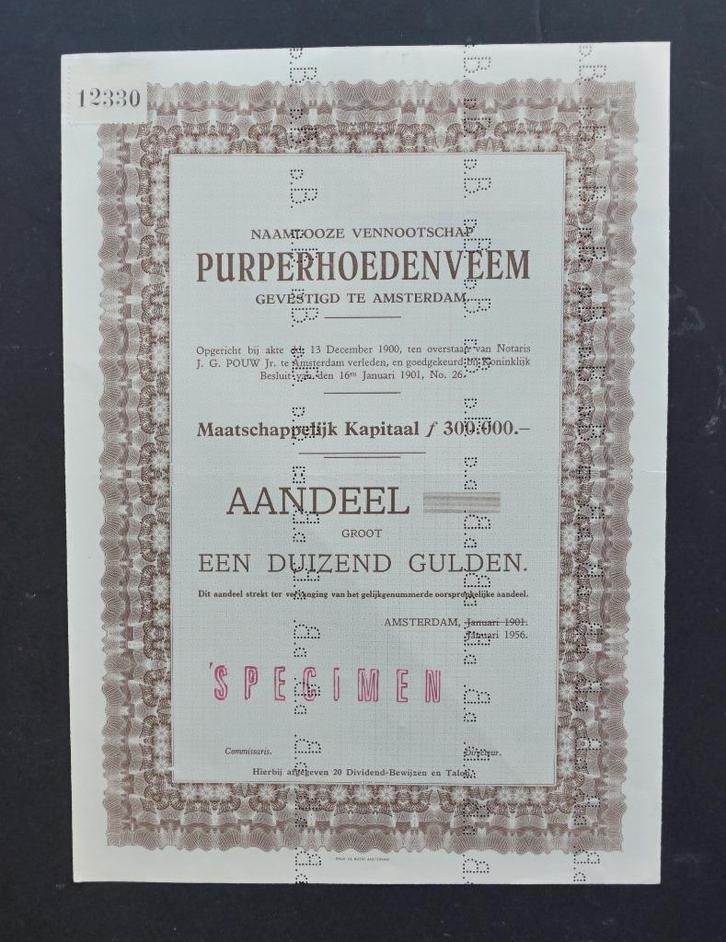 12330
NAAMLOOZE VENNOOTSCHAP
PURPERHOEDENVEEM
GEVESTIGD TE AMSTERDAM.
Opgericht bij akte dd. 13 December 1900, ten overstaan van Notaris
J. G. POUW Jr. te Amsterdam verleden, en goedgekeurd bij Koninklijk
Besluit van den 16en Januari 1901, No. 26.
Maatschappelijk Kapitaal ƒ 300.000.–
AANDEEL
GROOT
EEN DUIZEND GULDEN.
Dit aandeel strekt ter vervanging van het gelijkgenummerde oorspronkelijke aandeel.
AMSTERDAM, Januari 1901.
Januari 1956.
SPECIMEN
Commissaris. Directeur.
Hierbij afgegeven 20 Dividend-Bewijzen en Talon.